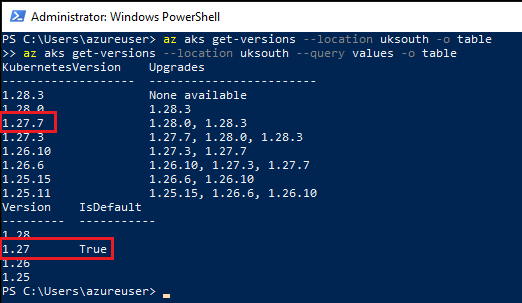 Administrator: Windows PowerShell
PS C:\Users\azureuser> az aks get-versions --location uksouth -o table
>> az aks get-versions --location uksouth --query values -o table
KubernetesVersion    Upgrades
-------------------  ------------------------
1.28.3               None available
1.28.0               1.28.3
1.27.7               1.28.0, 1.28.3
1.27.3               1.27.7, 1.28.0, 1.28.3
1.26.10              1.27.3, 1.27.7
1.26.6               1.26.10, 1.27.3, 1.27.7
1.25.15              1.26.6, 1.26.10
1.25.11              1.25.15, 1.26.6, 1.26.10
Version    IsDefault
---------  -----------
1.28
1.27       True
1.26
1.25
PS C:\Users\azureuser>